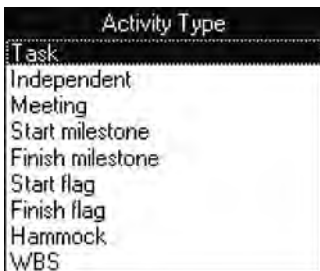 Activity Type
Task
Independent
Meeting
Start milestone
Finish milestone
Start flag
Finish flag
Hammock
WBS